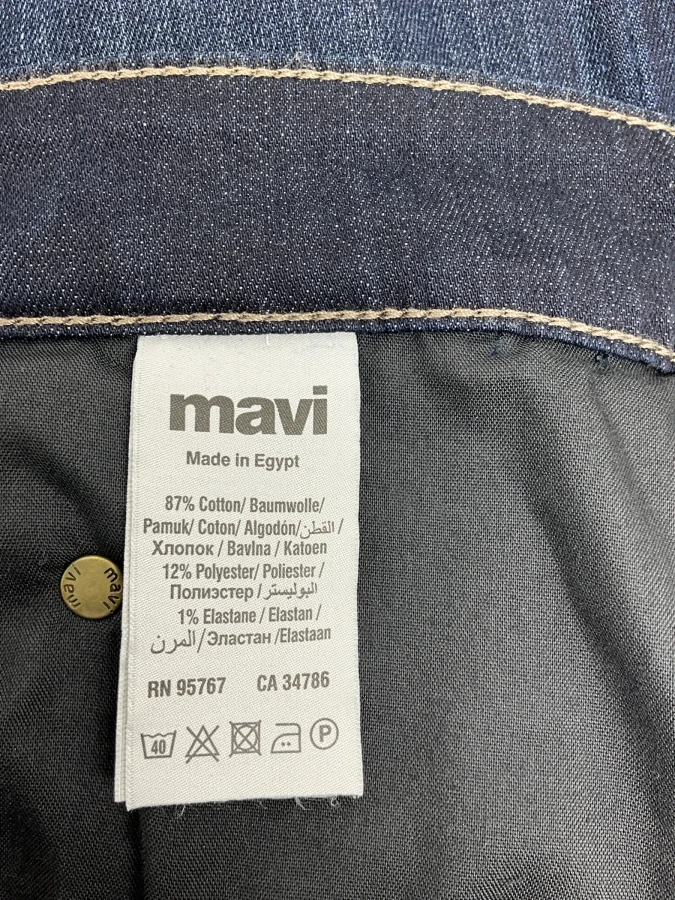 mavi
Made in Egypt
87% Cotton/ Baumwolle/
Pamuk/ Coton/ Algodón/القطن/
Хлопок / Bavlna / Katoen
12% Polyester/ Poliester /
Полиэстер /البوليستر/
1% Elastane / Elastan /
المرن/Эластан /Elastaan
RN 95767 CA 34786
40 P
mavi mavi